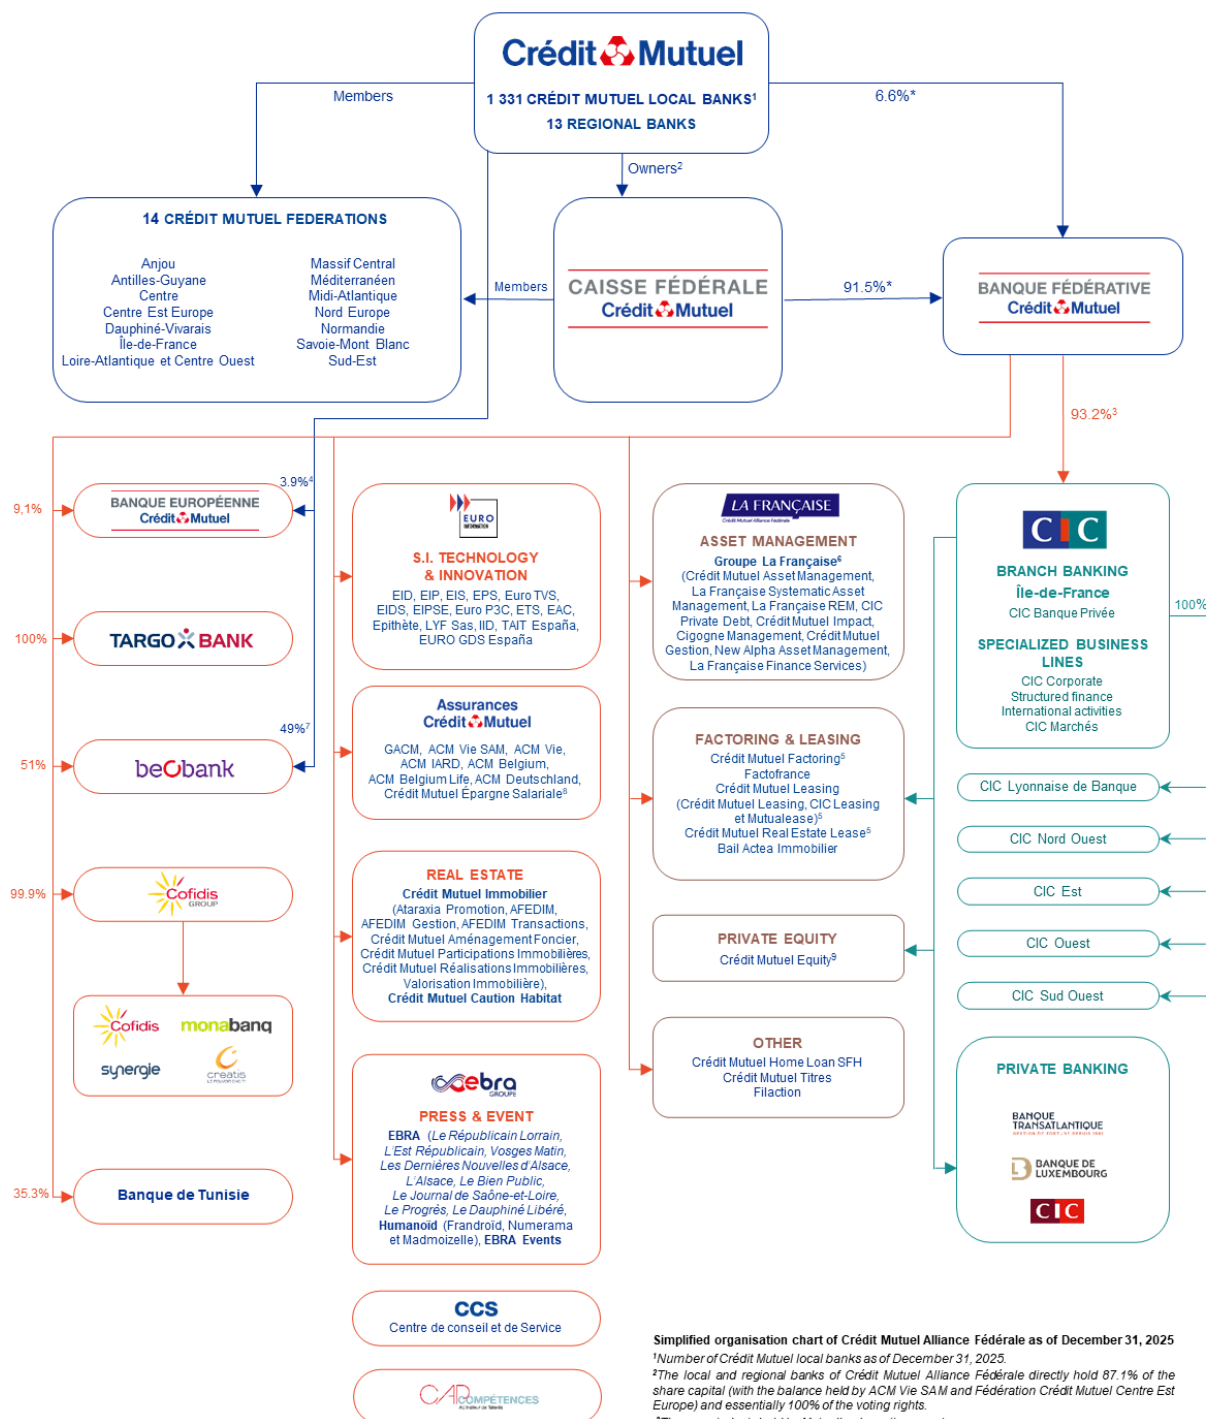 Crédit Mutuel
1 331 CRÉDIT MUTUEL LOCAL BANKS¹
13 REGIONAL BANKS
Members
6.6%*
Owners²
14 CRÉDIT MUTUEL FEDERATIONS
Anjou
Antilles-Guyane
Centre
Centre Est Europe
Dauphiné-Vivarais
Île-de-France
Loire-Atlantique et Centre Ouest
Massif Central
Méditerranéen
Midi-Atlantique
Nord Europe
Normandie
Savoie-Mont Blanc
Sud-Est
Members
CAISSE FÉDÉRALE
Crédit Mutuel
91.5%*
BANQUE FÉDÉRATIVE
Crédit Mutuel
93.2%³
9,1%
BANQUE EUROPÉENNE
Crédit Mutuel
3.9%⁴
100%
TARGO BANK
51%
beobank
49%⁷
99.9%
Cofidis
GROUP
Cofidis
monabanq
synergie
creatis
35.3%
Banque de Tunisie
EURO
INFORMATION
S.I. TECHNOLOGY
& INNOVATION
EID, EIP, EIS, EPS, Euro TVS,
EIDS, EIPSE, Euro P3C, ETS, EAC,
Epithète, LYF Sas, IID, TAIT España,
EURO GDS España
Assurances
Crédit Mutuel
GACM, ACM Vie SAM, ACM Vie,
ACM IARD, ACM Belgium,
ACM Belgium Life, ACM Deutschland,
Crédit Mutuel Épargne Salariale⁸
REAL ESTATE
Crédit Mutuel Immobilier
(Ataraxia Promotion, AFEDIM,
AFEDIM Gestion, AFEDIM Transactions,
Crédit Mutuel Aménagement Foncier,
Crédit Mutuel Participations Immobilières,
Crédit Mutuel Réalisations Immobilières,
Valorisation Immobilière),
Crédit Mutuel Caution Habitat
ebra
GROUPE
PRESS & EVENT
EBRA (Le Républicain Lorrain,
L'Est Républicain, Vosges Matin,
Les Dernières Nouvelles d'Alsace,
L'Alsace, Le Bien Public,
Le Journal de Saône-et-Loire,
Le Progrès, Le Dauphiné Libéré,
Humanoïd (Frandroïd, Numerama
et Madmoizelle), EBRA Events
CCS
Centre de conseil et de Service
CAP COMPÉTENCES
LA FRANÇAISE
Crédit Mutuel Alliance Fédérale
ASSET MANAGEMENT
Groupe La Française⁶
(Crédit Mutuel Asset Management,
La Française Systematic Asset
Management, La Française REM, CIC
Private Debt, Crédit Mutuel Impact,
Cigogne Management, Crédit Mutuel
Gestion, New Alpha Asset Management,
La Française Finance Services)
FACTORING & LEASING
Crédit Mutuel Factoring⁵
Factofrance
Crédit Mutuel Leasing
(Crédit Mutuel Leasing, CIC Leasing
et Mutualease)⁵
Crédit Mutuel Real Estate Lease⁵
Bail Actea Immobilier
PRIVATE EQUITY
Crédit Mutuel Equity⁹
OTHER
Crédit Mutuel Home Loan SFH
Crédit Mutuel Titres
Filaction
CIC
BRANCH BANKING
Île-de-France
CIC Banque Privée
SPECIALIZED BUSINESS
LINES
CIC Corporate
Structured finance
International activities
CIC Marchés
100%
CIC Lyonnaise de Banque
CIC Nord Ouest
CIC Est
CIC Ouest
CIC Sud Ouest
PRIVATE BANKING
BANQUE
TRANSATLANTIQUE
BANQUE DE
LUXEMBOURG
CIC
Simplified organisation chart of Crédit Mutuel Alliance Fédérale as of December 31, 2025
¹Number of Crédit Mutuel local banks as of December 31, 2025.
²The local and regional banks of Crédit Mutuel Alliance Fédérale directly hold 87.1% of the
share capital (with the balance held by ACM Vie SAM and Fédération Crédit Mutuel Centre Est
Europe) and essentially 100% of the voting rights.